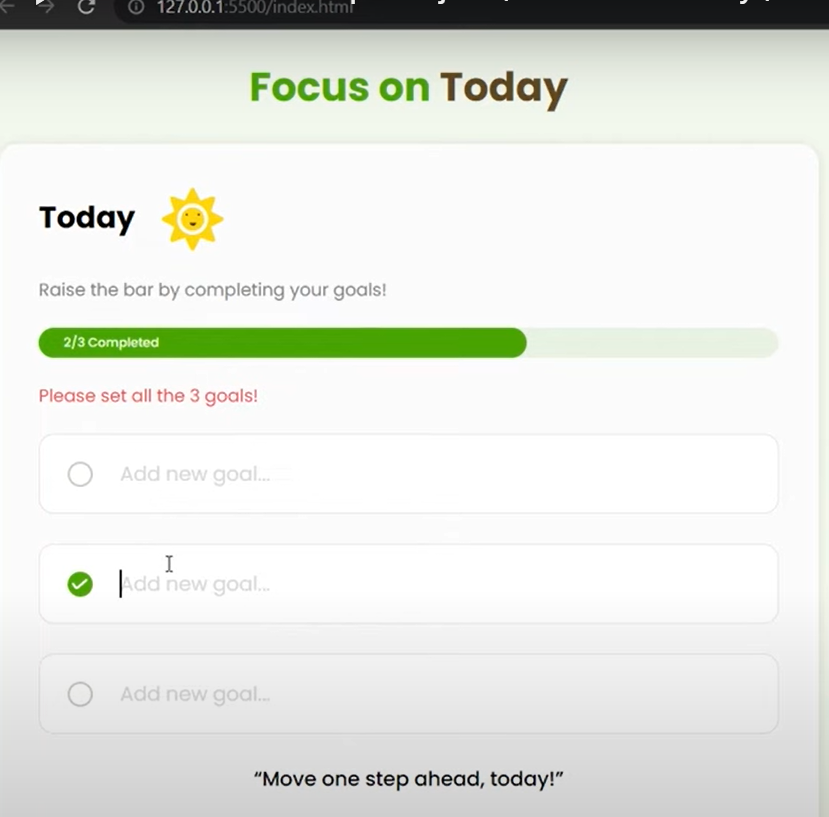 127.0.0.1:5500/index.html
Focus on Today
Today
Raise the bar by completing your goals!
2/3 Completed
Please set all the 3 goals!
Add new goal...
Add new goal...
Add new goal...
“Move one step ahead, today!”